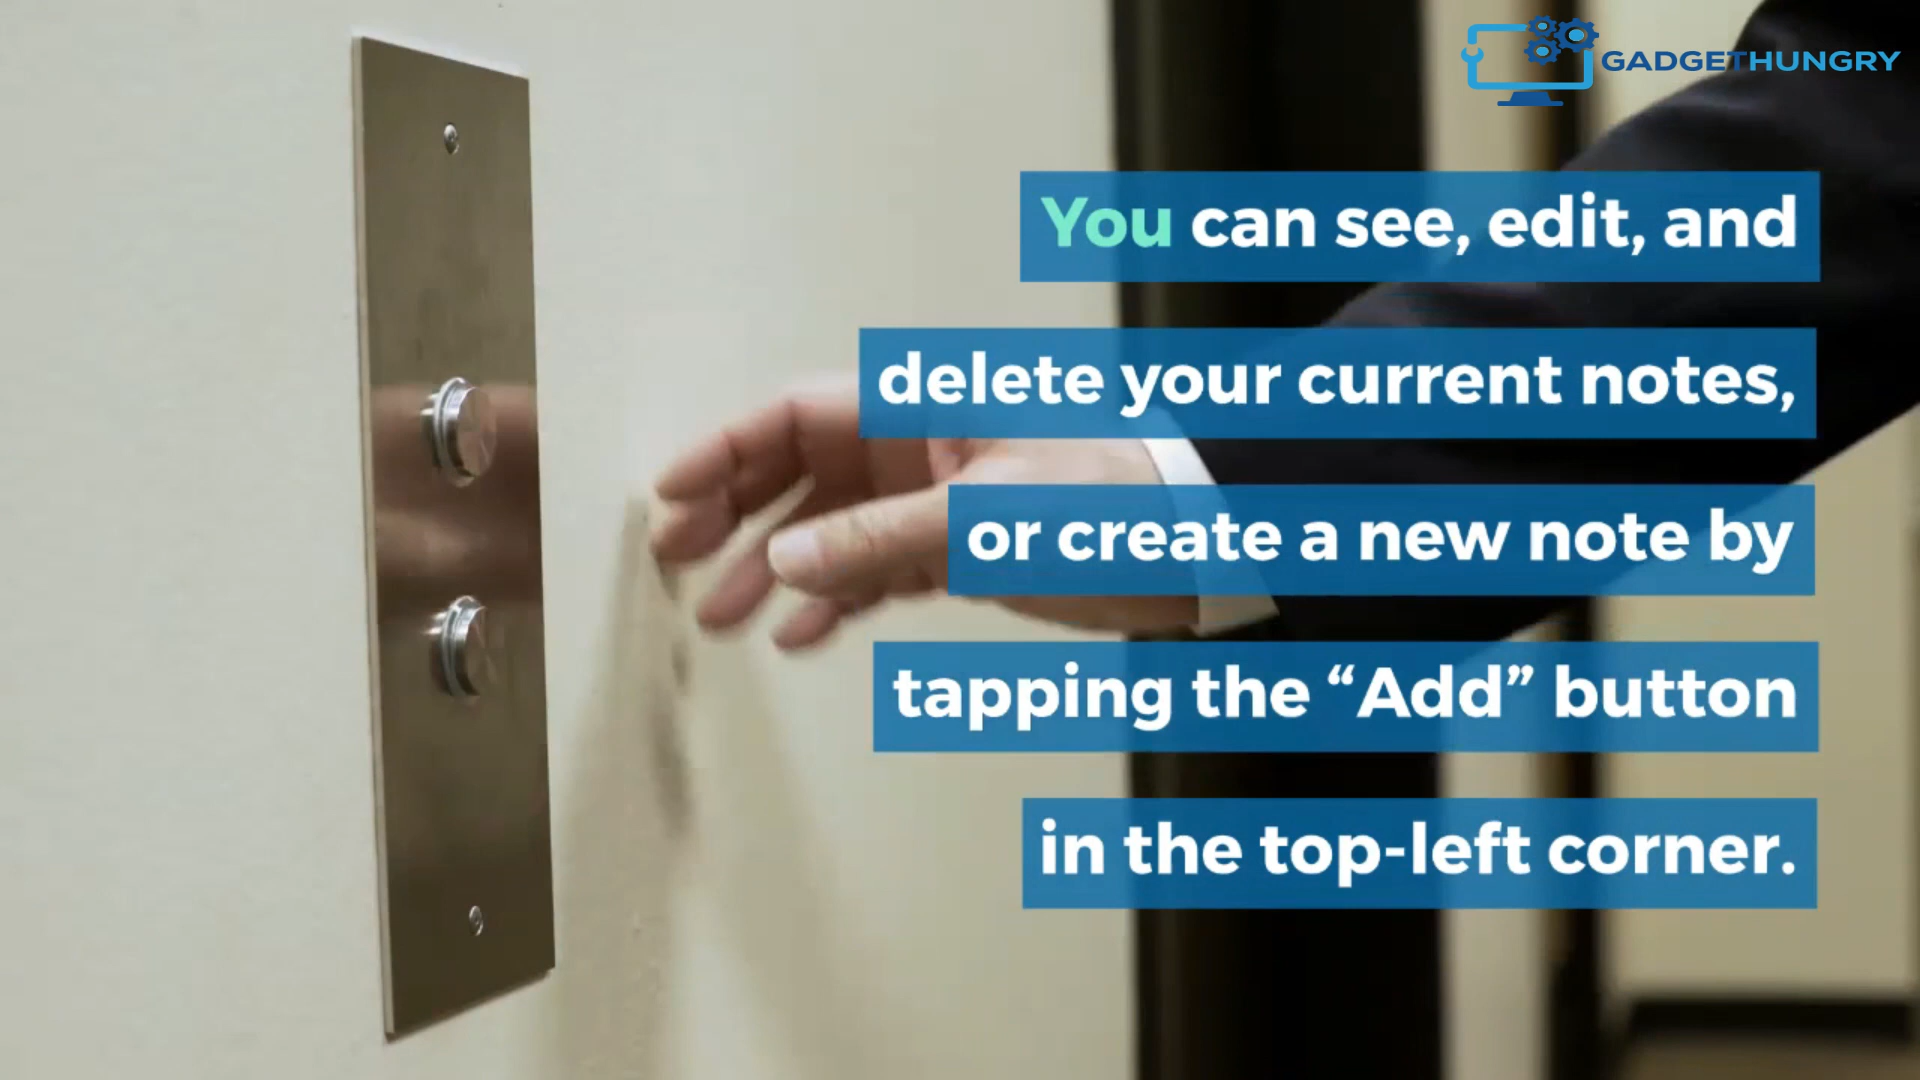 GADGETHUNGRY
You can see, edit, and
delete your current notes,
or create a new note by
tapping the “Add” button
in the top-left corner.